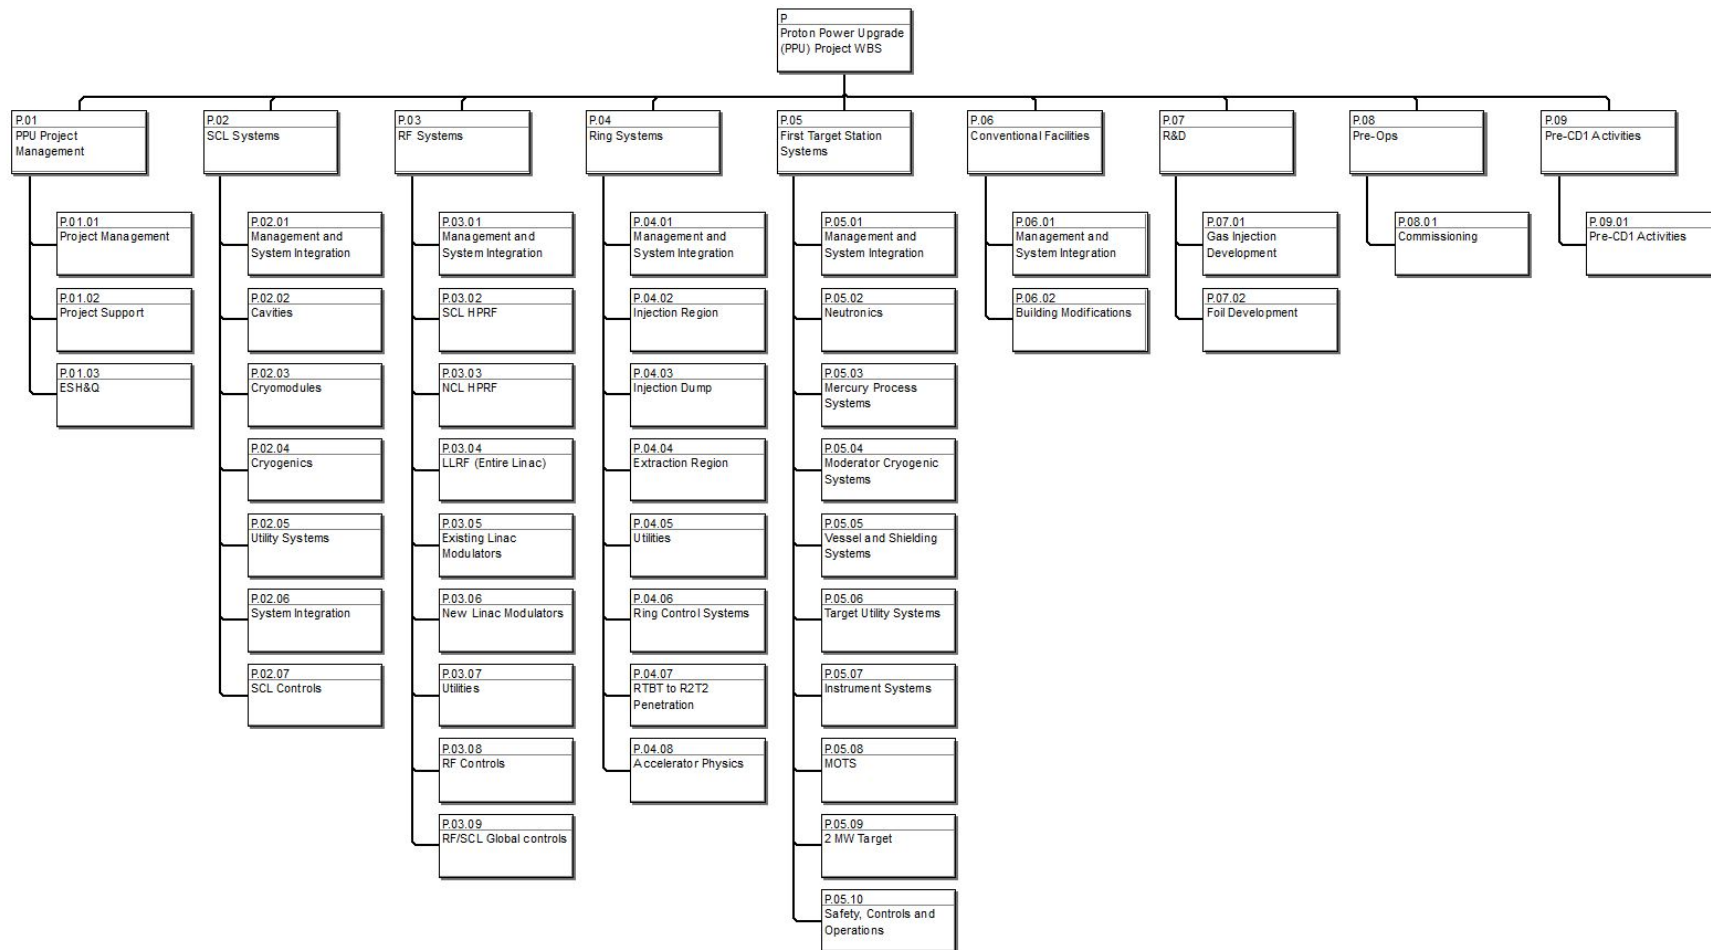 P
Proton Power Upgrade
(PPU) Project WBS
P.01
PPU Project
Management
P.01.01
Project Management
P.01.02
Project Support
P.01.03
ESH&Q
P.02
SCL Systems
P.02.01
Management and
System Integration
P.02.02
Cavities
P.02.03
Cryomodules
P.02.04
Cryogenics
P.02.05
Utility Systems
P.02.06
System Integration
P.02.07
SCL Controls
P.03
RF Systems
P.03.01
Management and
System Integration
P.03.02
SCL HPRF
P.03.03
NCL HPRF
P.03.04
LLRF (Entire Linac)
P.03.05
Existing Linac
Modulators
P.03.06
New Linac Modulators
P.03.07
Utilities
P.03.08
RF Controls
P.03.09
RF/SCL Global controls
P.04
Ring Systems
P.04.01
Management and
System Integration
P.04.02
Injection Region
P.04.03
Injection Dump
P.04.04
Extraction Region
P.04.05
Utilities
P.04.06
Ring Control Systems
P.04.07
RTBT to R2T2
Penetration
P.04.08
Accelerator Physics
P.05
First Target Station
Systems
P.05.01
Management and
System Integration
P.05.02
Neutronics
P.05.03
Mercury Process
Systems
P.05.04
Moderator Cryogenic
Systems
P.05.05
Vessel and Shielding
Systems
P.05.06
Target Utility Systems
P.05.07
Instrument Systems
P.05.08
MOTS
P.05.09
2 MW Target
P.05.10
Safety, Controls and
Operations
P.06
Conventional Facilities
P.06.01
Management and
System Integration
P.06.02
Building Modifications
P.07
R&D
P.07.01
Gas Injection
Development
P.07.02
Foil Development
P.08
Pre-Ops
P.08.01
Commissioning
P.09
Pre-CD1 Activities
P.09.01
Pre-CD1 Activities